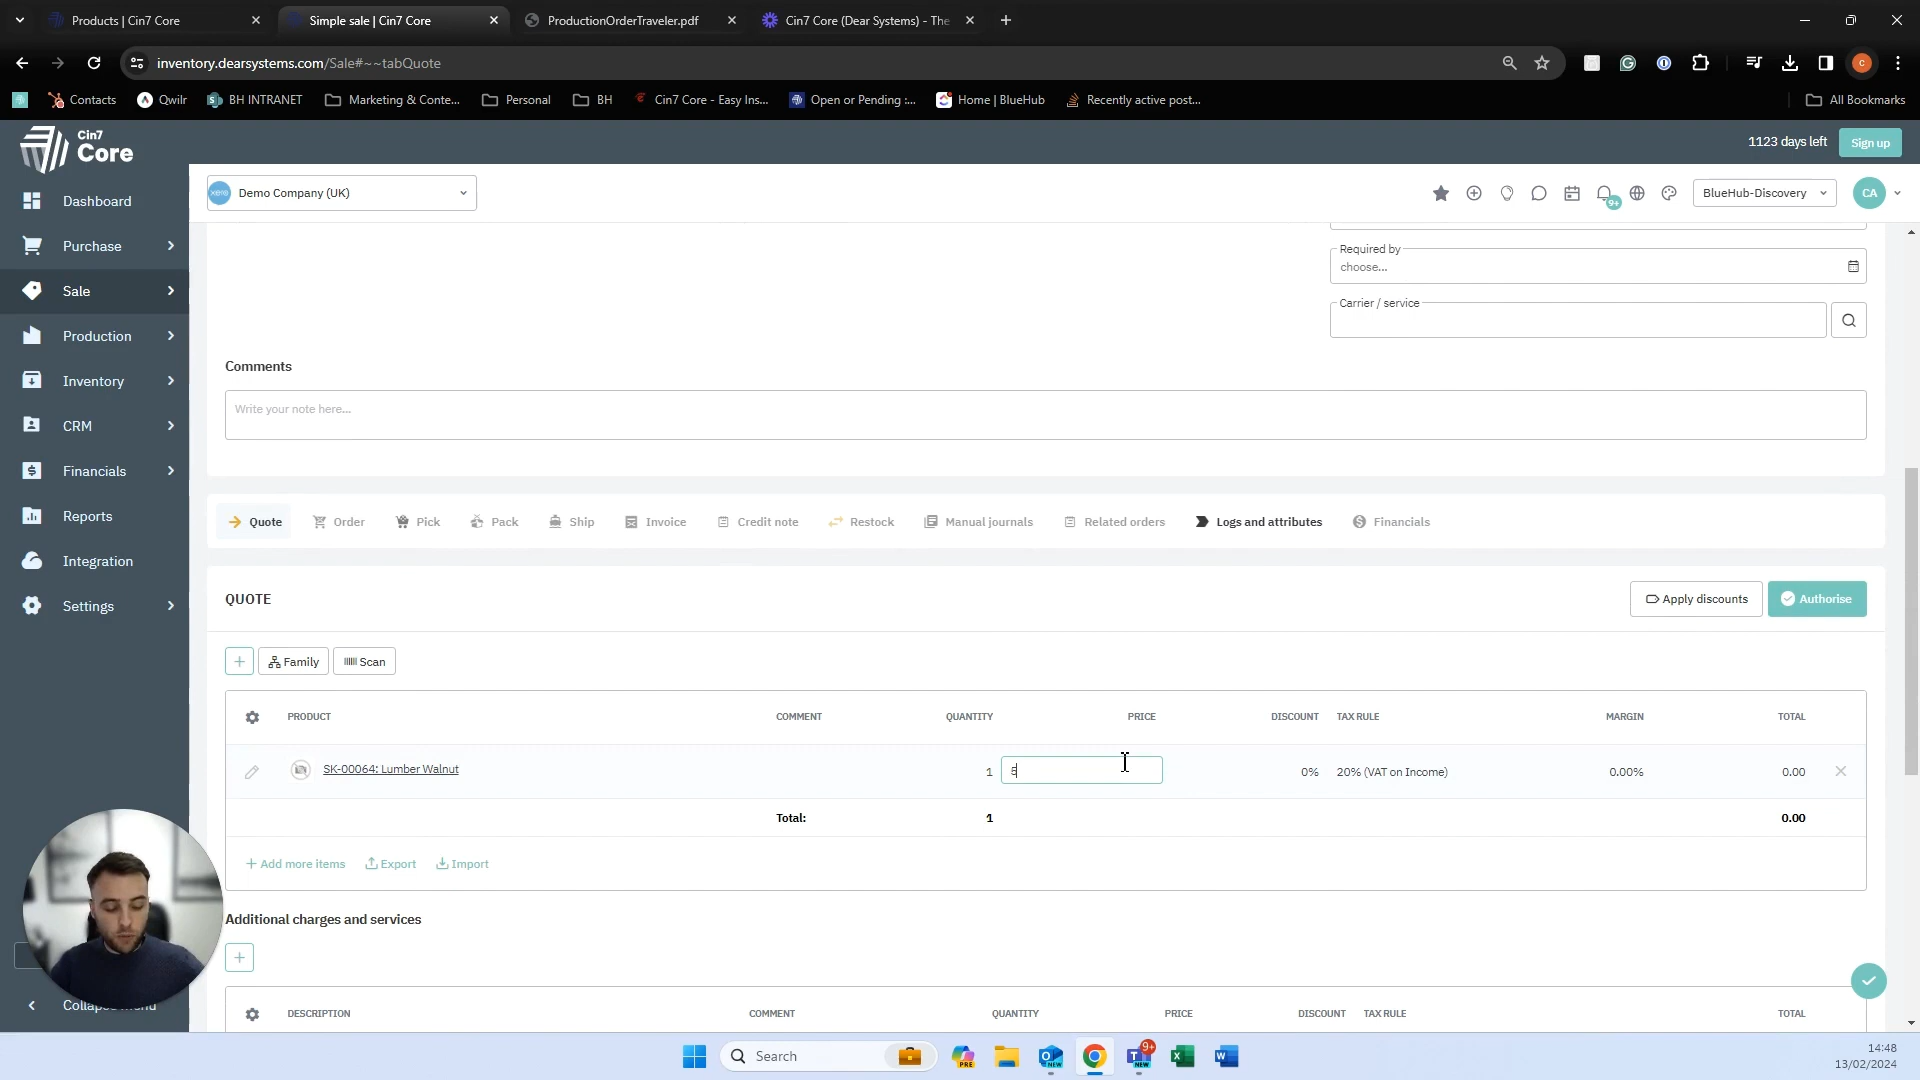 Products | Cin7 Core
Simple sale | Cin7 Core
ProductionOrderTraveler.pdf
Cin7 Core (Dear Systems) - The
inventory.dearsystems.com/Sale#~~tabQuote
Contacts
Qwilr
BH INTRANET
Marketing & Conte...
Personal
BH
Cin7 Core - Easy Ins...
Open or Pending :...
Home | BlueHub
Recently active post...
All Bookmarks
Cin7
Core
1123 days left
Sign up
Demo Company (UK)
9+
BlueHub-Discovery
CA
Dashboard
Purchase
Sale
Production
Inventory
CRM
Financials
Reports
Integration
Settings
Required by
choose...
Carrier / service
Comments
Write your note here...
Quote
Order
Pick
Pack
Ship
Invoice
Credit note
Restock
Manual journals
Related orders
Logs and attributes
Financials
QUOTE
Apply discounts
Authorise
Family
Scan
PRODUCT COMMENT QUANTITY PRICE DISCOUNT TAX RULE MARGIN TOTAL
SK-00064: Lumber Walnut 1 5 0% 20% (VAT on Income) 0.00% 0.00
Total: 1 0.00
+ Add more items Export Import
Additional charges and services
DESCRIPTION COMMENT QUANTITY PRICE DISCOUNT TAX RULE TOTAL
Search
PRE
NEW
9+
NEW
14:48
13/02/2024